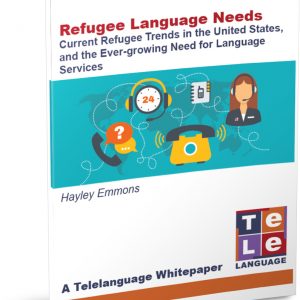 Refugee Language Needs
Current Refugee Trends in the United States,
and the Ever-growing Need for Language
Services
24
?
Hayley Emmons
Te
Le
LANGUAGE
A Telelanguage Whitepaper